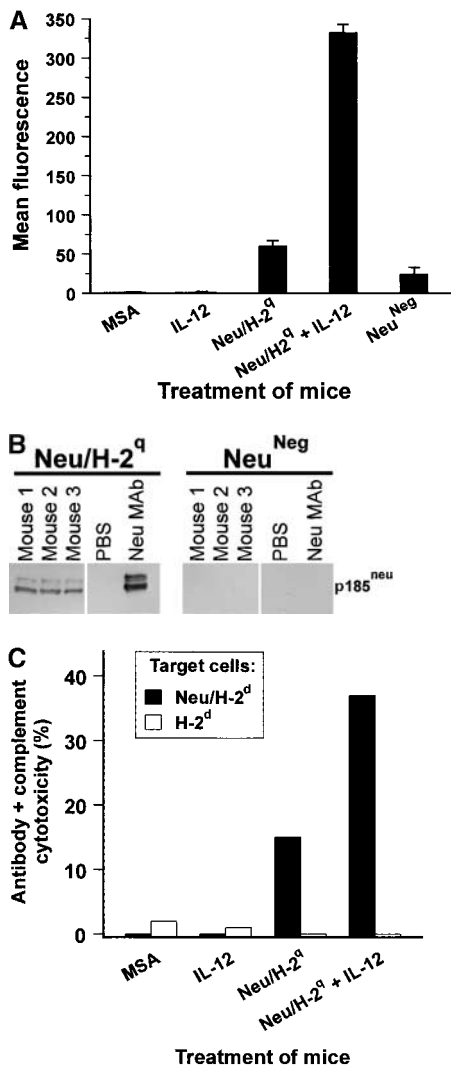 A
350
300
250
200
150
100
50
0
Mean fluorescence
MSA
IL-12
Neu/H-2q
Neu/H2q + IL-12
NeuNeg
Treatment of mice
B
Neu/H-2q
NeuNeg
Mouse 1
Mouse 2
Mouse 3
PBS
Neu MAb
Mouse 1
Mouse 2
Mouse 3
PBS
Neu MAb
p185neu
C
Target cells:
Neu/H-2d
H-2d
40
30
20
10
0
Antibody + complement
cytotoxicity (%)
MSA
IL-12
Neu/H-2q
Neu/H-2q + IL-12
Treatment of mice